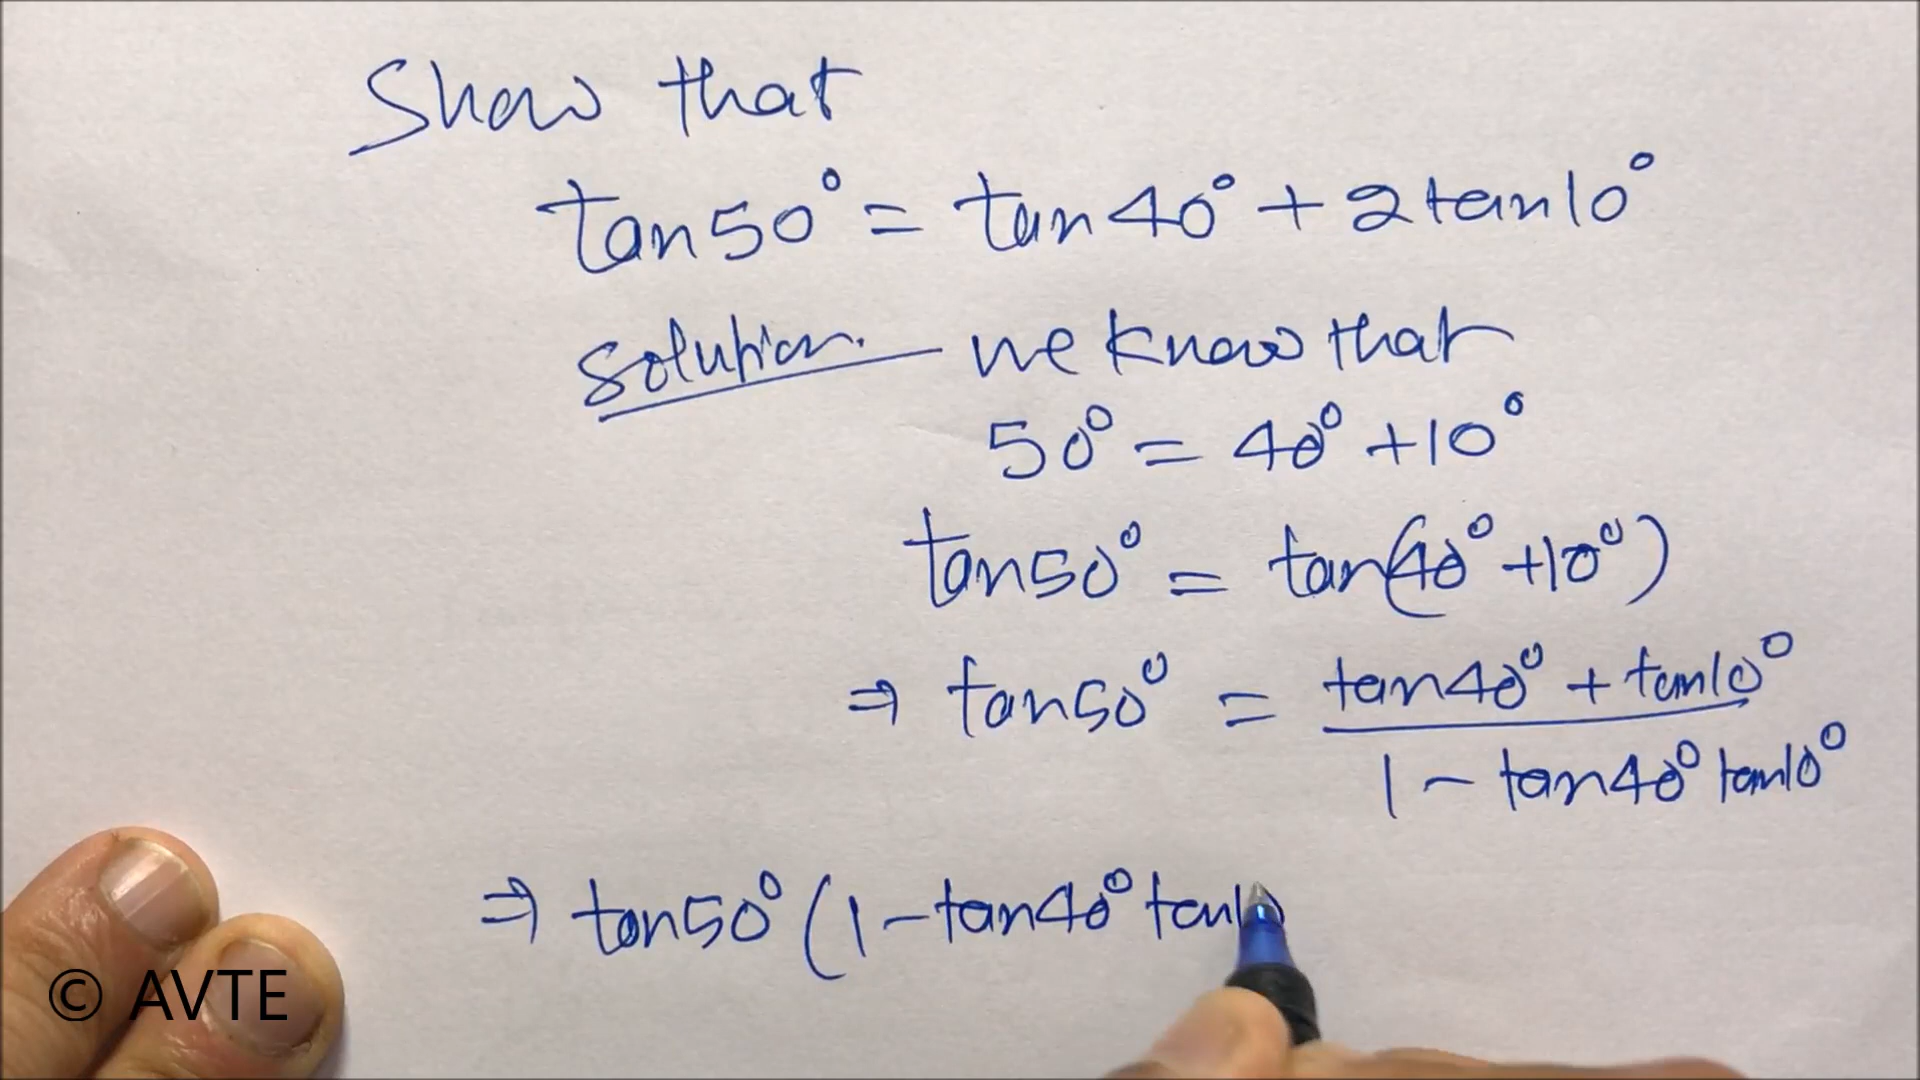 Show that
tan50° = tan40° + 2tan10°
solution. we know that
50° = 40° + 10°
tan50° = tan(40° + 10°)
⇒ tan50° = tan40° + tan10°
1 - tan40° tan10°
⇒ tan50° (1 - tan40° tan10
© AVTE